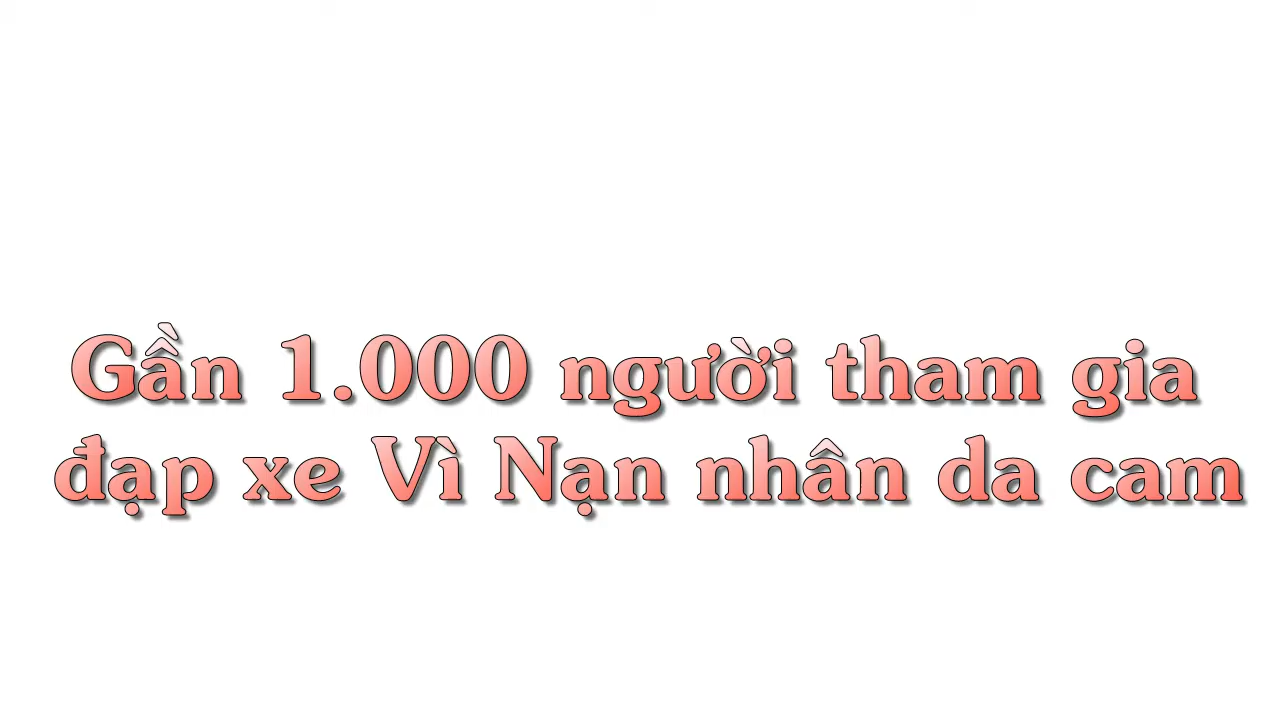 Gần 1.000 người tham gia
đạp xe Vì Nạn nhân da cam